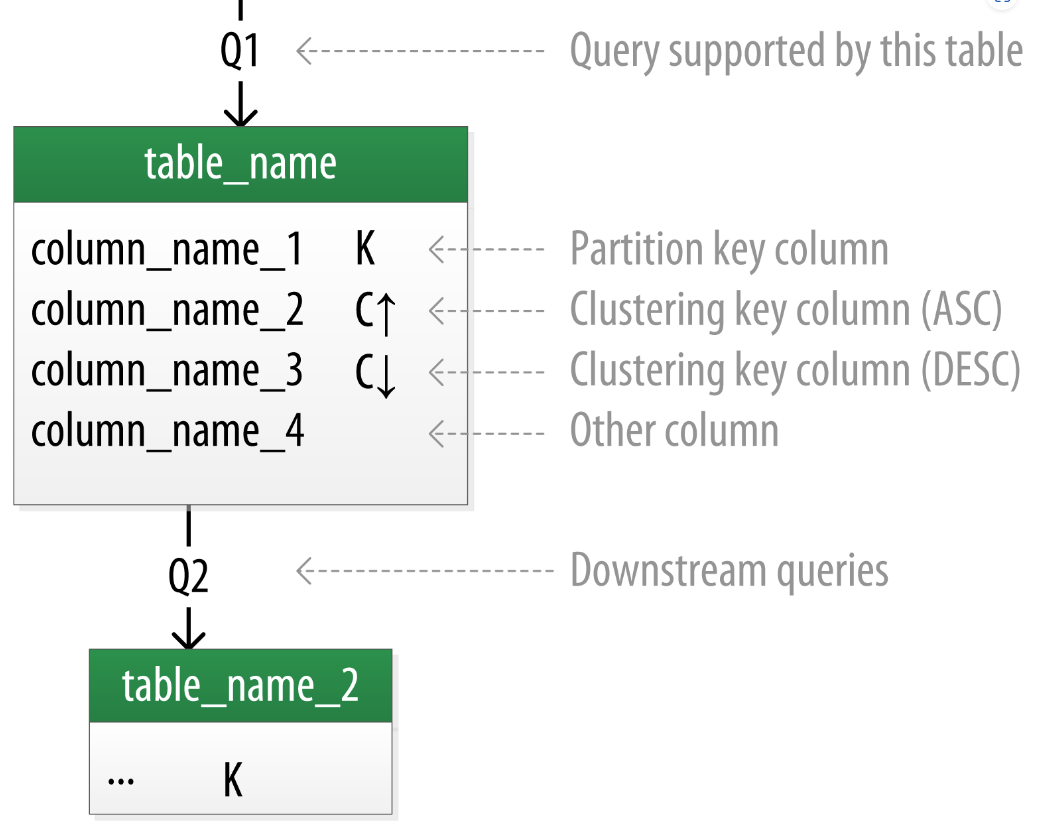 Q1 Query supported by this table
table_name
column_name_1 K Partition key column
column_name_2 C↑ Clustering key column (ASC)
column_name_3 C↓ Clustering key column (DESC)
column_name_4 Other column
Q2 Downstream queries
table_name_2
... K